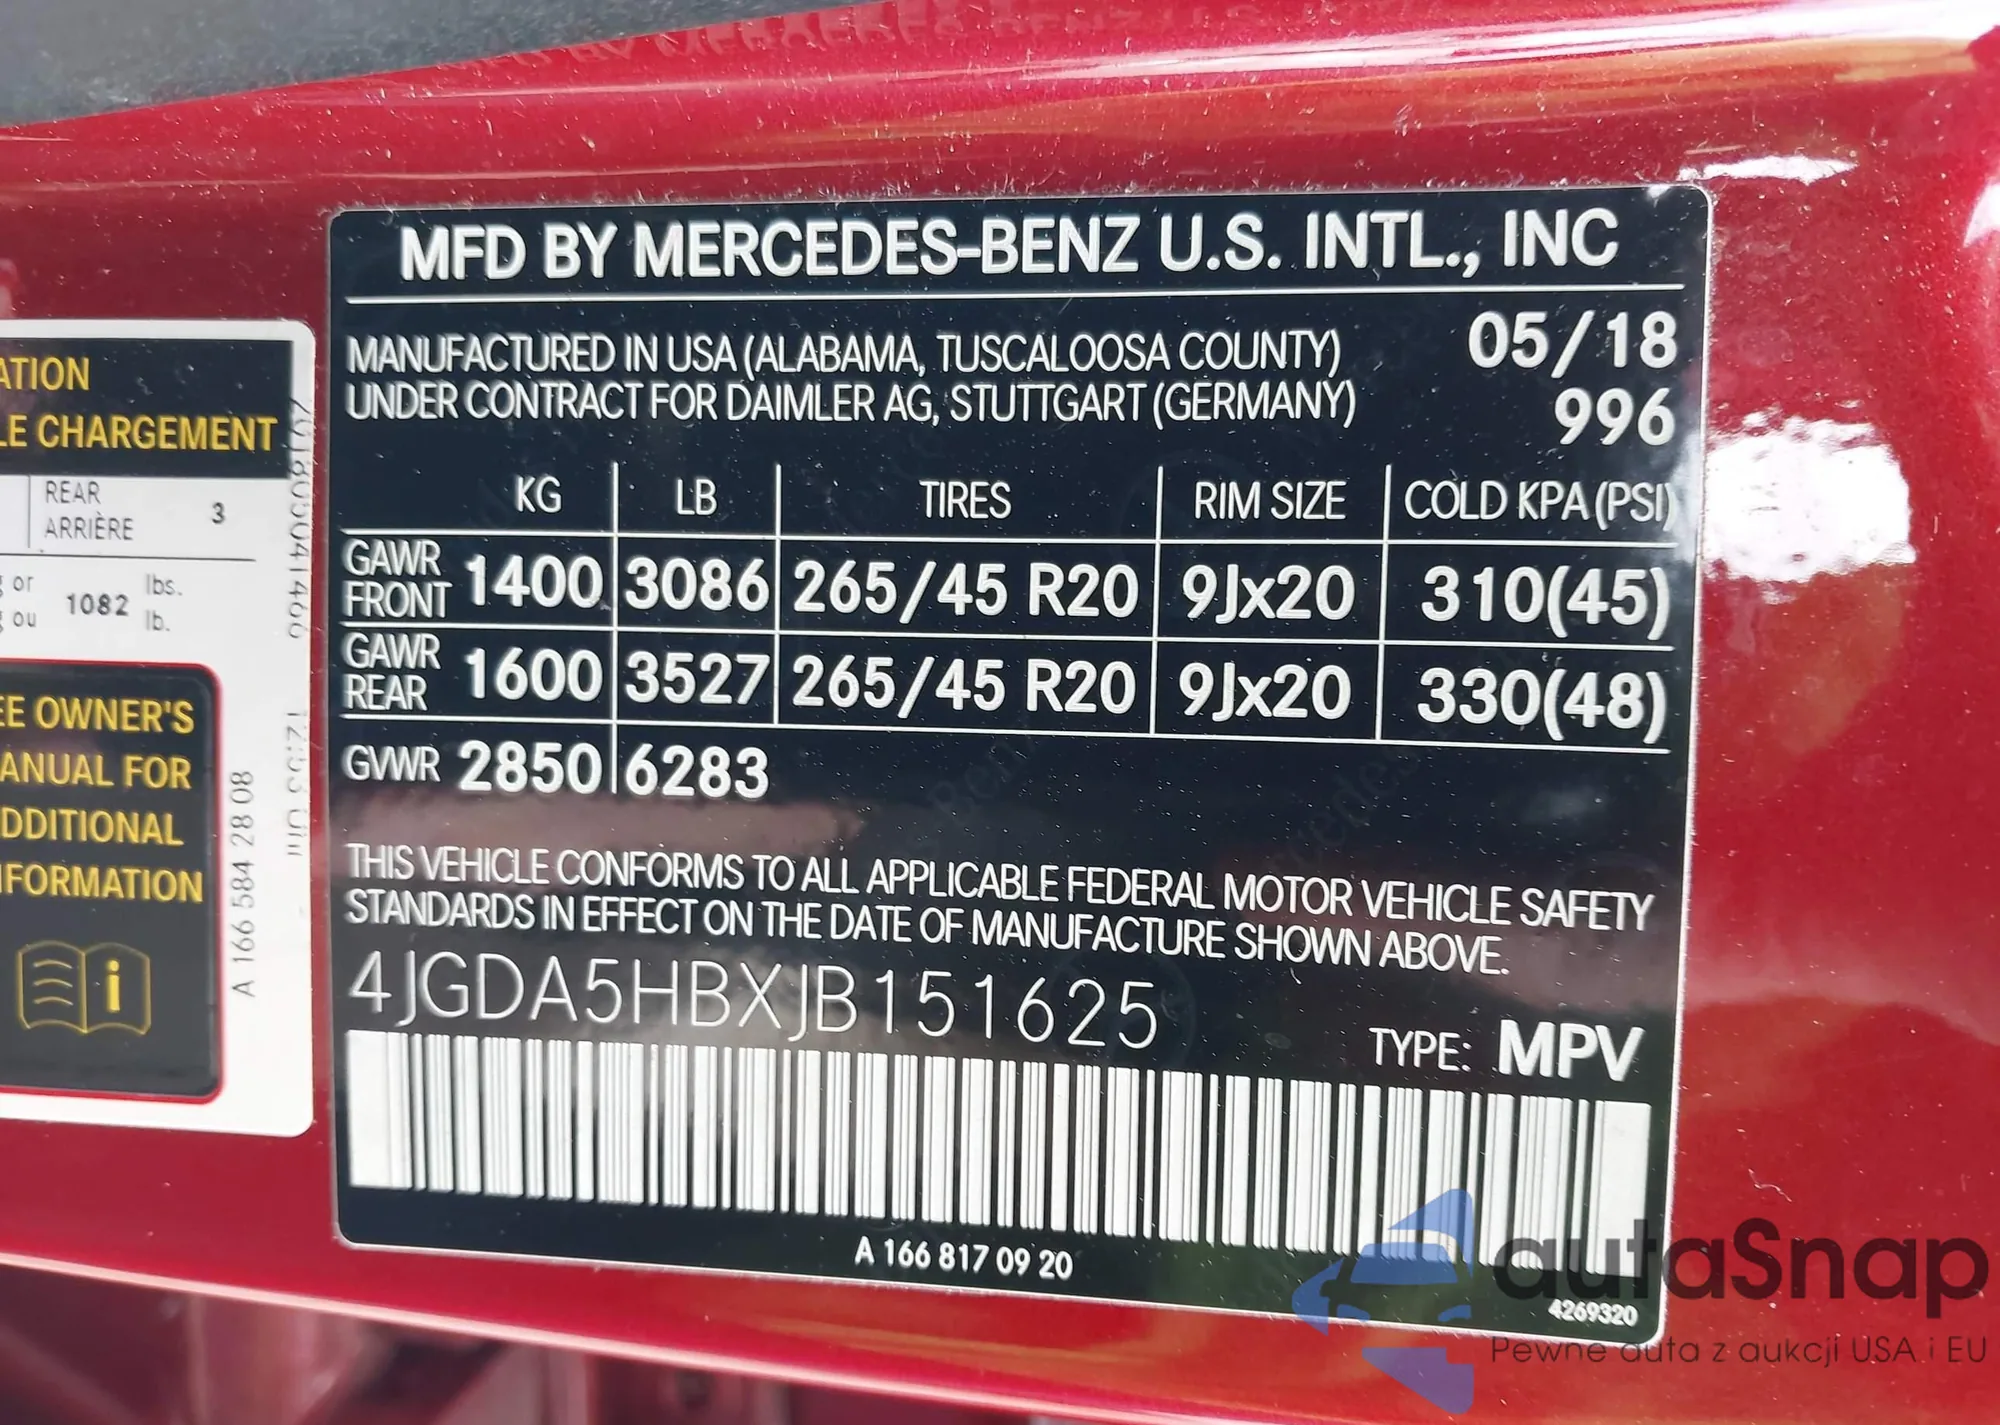 MFD BY MERCEDES-BENZ U.S. INTL., INC
MANUFACTURED IN USA (ALABAMA, TUSCALOOSA COUNTY)
UNDER CONTRACT FOR DAIMLER AG, STUTTGART (GERMANY)
05/18
996
KG LB TIRES RIM SIZE COLD KPA (PSI)
GAWR FRONT 1400 3086 265/45 R20 9Jx20 310(45)
GAWR REAR 1600 3527 265/45 R20 9Jx20 330(48)
GVWR 2850 6283
THIS VEHICLE CONFORMS TO ALL APPLICABLE FEDERAL MOTOR VEHICLE SAFETY
STANDARDS IN EFFECT ON THE DATE OF MANUFACTURE SHOWN ABOVE.
4JGDA5HBXJB151625
TYPE: MPV
A 166 817 09 20
4269320
ATION
LE CHARGEMENT
REAR
ARRIÈRE
3
or
ou
1082
lbs.
lb.
EE OWNER'S
ANUAL FOR
DDITIONAL
FORMATION
i
A 166 584 28 08
autaSnap
Pewne auta z aukcji USA i EU